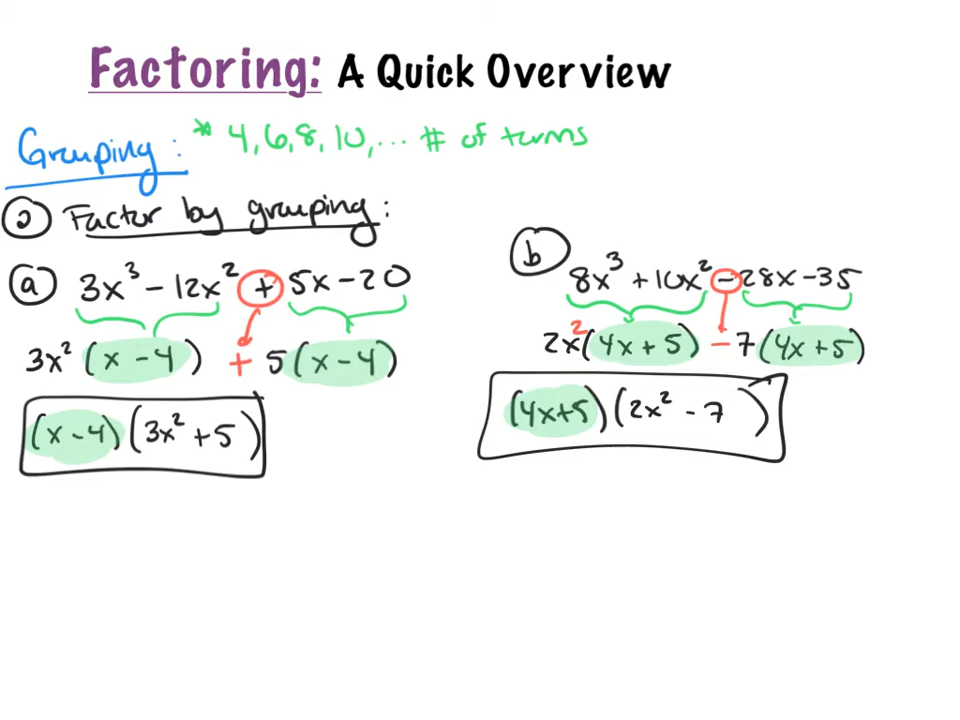 Factoring: A Quick Overview
Grouping: * 4, 6, 8, 10, ... # of terms
② Factor by grouping:
ⓐ 3x³ - 12x² + 5x - 20
3x² (x - 4) + 5 (x - 4)
(x - 4) (3x² + 5)
ⓑ 8x³ + 10x² - 28x - 35
2x² (4x + 5) - 7 (4x + 5)
(4x+5) (2x² - 7 )